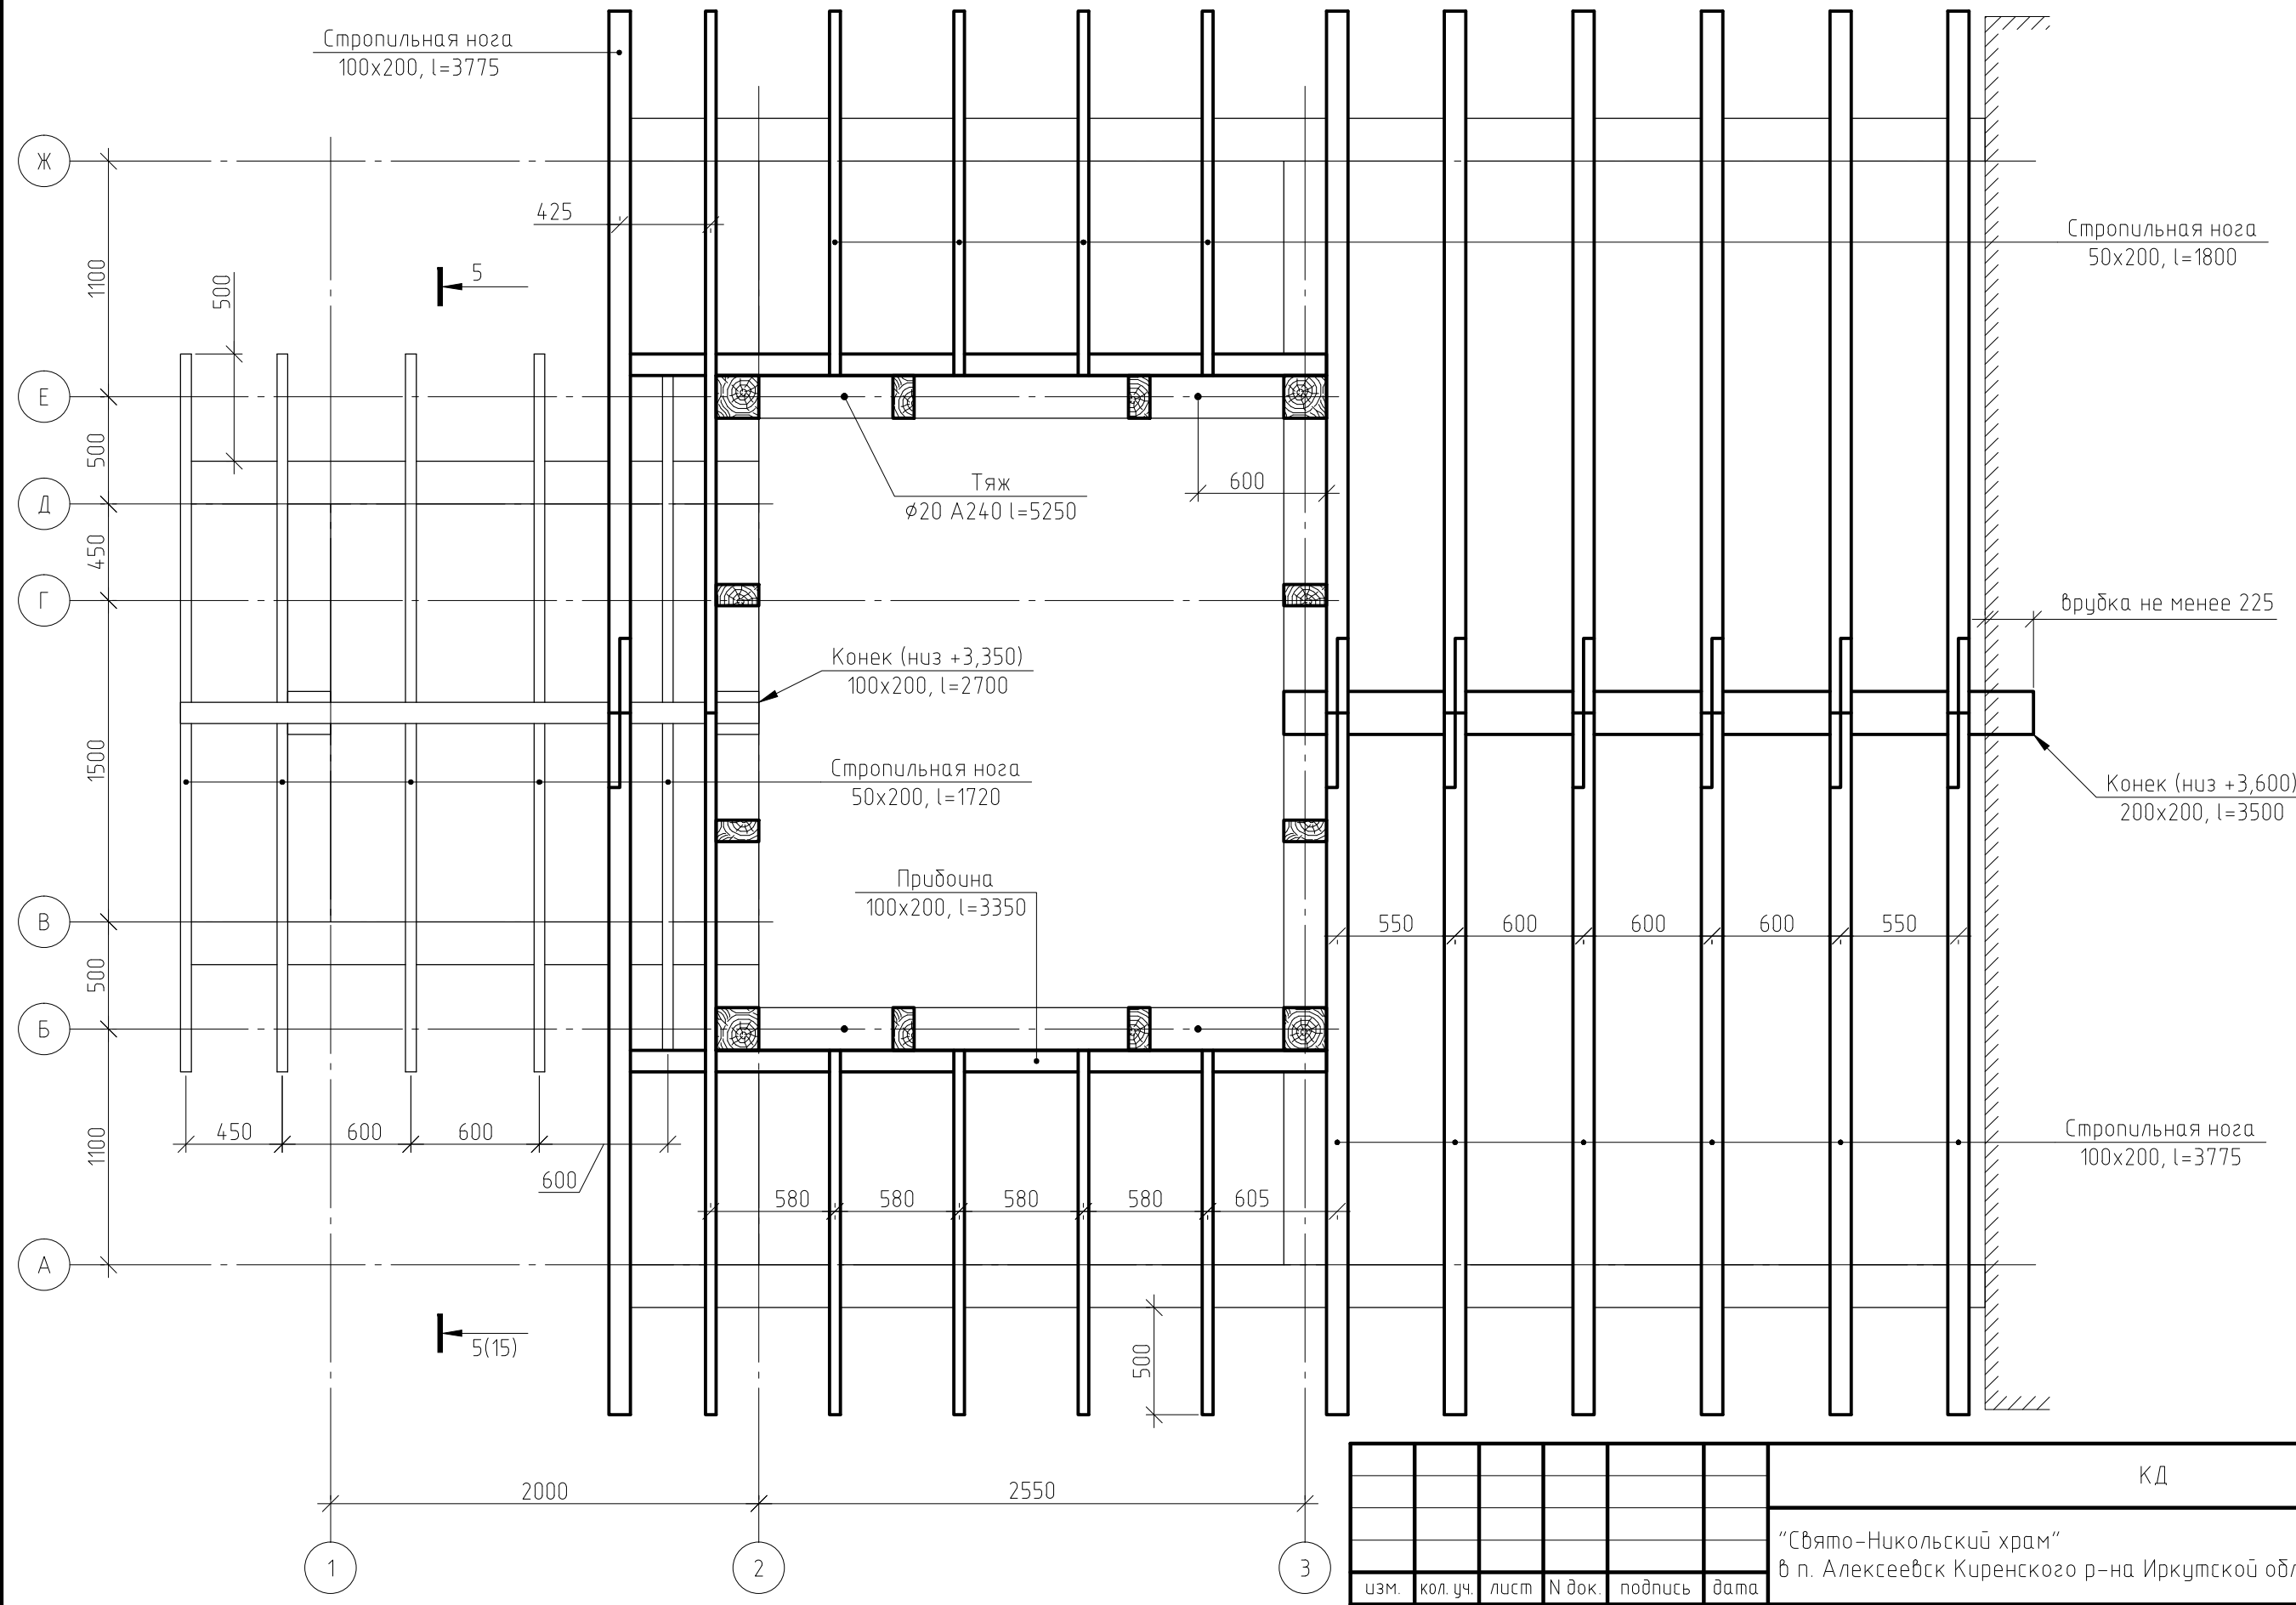 Стропильная нога
100х200, l=3775
Ж
425
Стропильная нога
50х200, l=1800
1100
500
5
Е
500
Тяж
ϕ20 А240 l=5250
600
Д
450
Г
врубка не менее 225
Конек (низ +3,350)
100х200, l=2700
1500
Стропильная нога
50х200, l=1720
Конек (низ +3,600)
200х200, l=3500
Прибоина
100х200, l=3350
В
550
600
600
600
550
500
Б
1100
450
600
600
Стропильная нога
100х200, l=3775
600
580
580
580
580
605
А
5(15)
500
2000
2550
1
2
3
КД
"Свято-Никольский храм"
в п. Алексеевск Киренского р-на Иркутской обл
изм.
кол. уч.
лист
N док.
подпись
дата